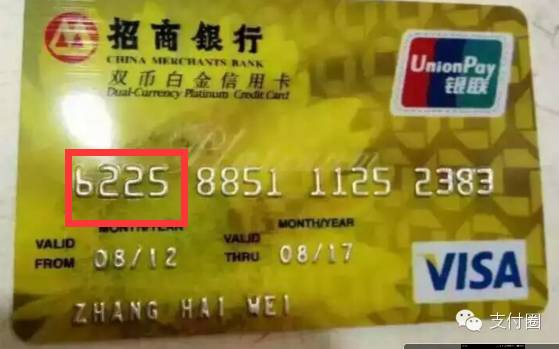 招商银行
CHINA MERCHANTS BANK
双币白金信用卡
Dual-Currency Platinum Credit Card
UnionPay
银联
Platinum
6225 8851 1125 2383
MONTH/YEAR MONTH/YEAR
VALID FROM 08/12 VALID THRU 08/17
ZHANG HAI WEI
VISA
支付圈